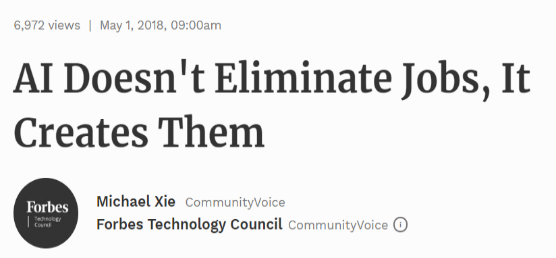 6,972 views | May 1, 2018, 09:00am
AI Doesn't Eliminate Jobs, It
Creates Them
Forbes
Technology
Council
Michael Xie CommunityVoice
Forbes Technology Council CommunityVoice i